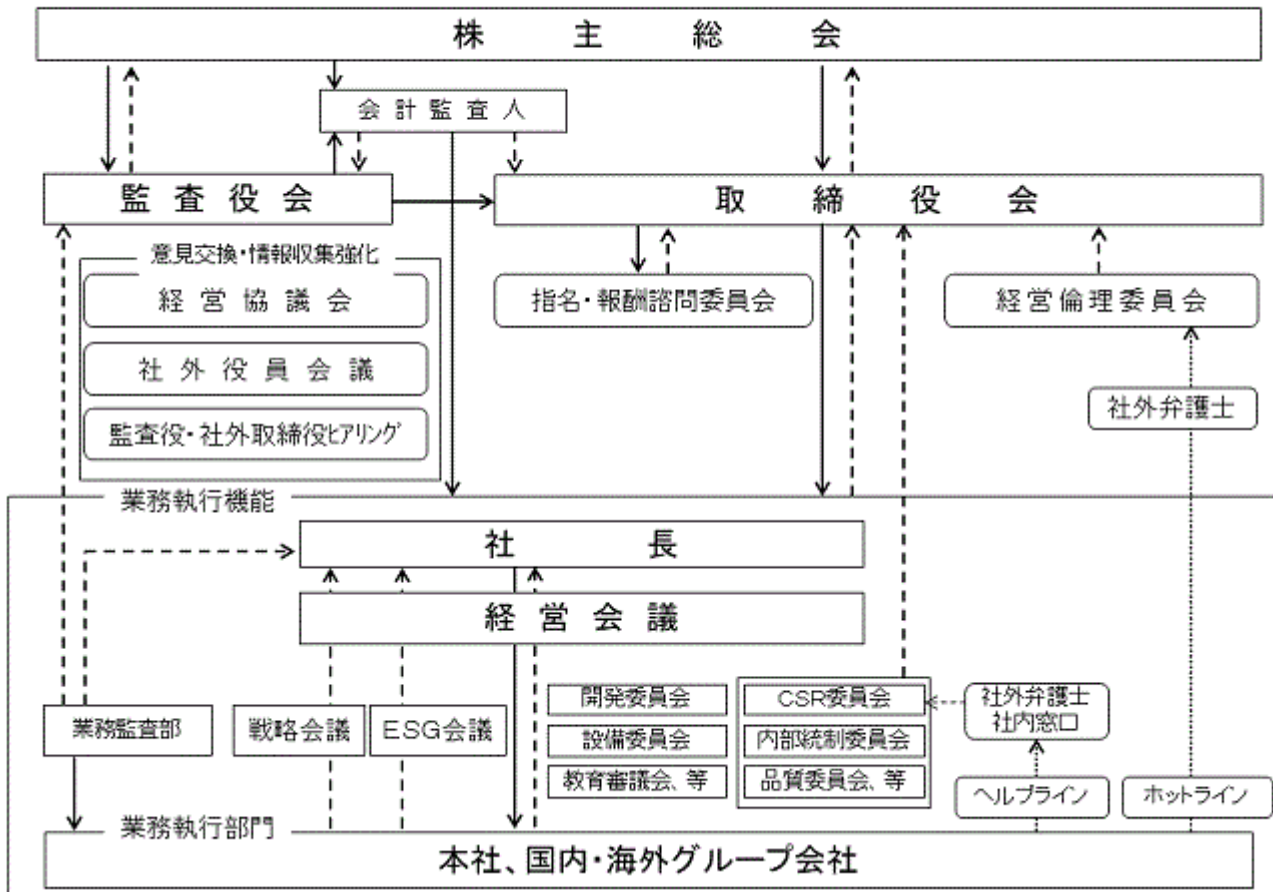 株主総会
会計監査人
監査役会
取締役会
意見交換・情報収集強化
経営協議会
社外役員会議
監査役・社外取締役ヒアリング
指名・報酬諮問委員会
経営倫理委員会
社外弁護士
業務執行機能
社長
経営会議
業務監査部
戦略会議
ESG会議
開発委員会
設備委員会
教育審議会、等
CSR委員会
内部統制委員会
品質委員会、等
社外弁護士
社内窓口
ヘルプライン
ホットライン
業務執行部門
本社、国内・海外グループ会社